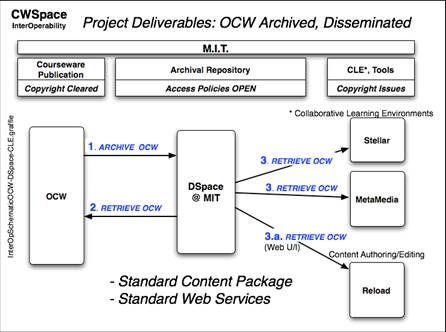 CWSpace
InterOperability
Project Deliverables: OCW Archived, Disseminated
M.I.T.
Courseware
Publication
Copyright Cleared
Archival Repository
Access Policies OPEN
CLE*, Tools
Copyright Issues
* Collaborative Learning Environments
InterOpSchematicOCW-DSpace-CLE.graffle
OCW
1. ARCHIVE OCW
2. RETRIEVE OCW
DSpace
@ MIT
3. RETRIEVE OCW
3. RETRIEVE OCW
3.a. RETRIEVE OCW
(Web U/I)
Stellar
MetaMedia
Content Authoring/Editing
Reload
- Standard Content Package
- Standard Web Services